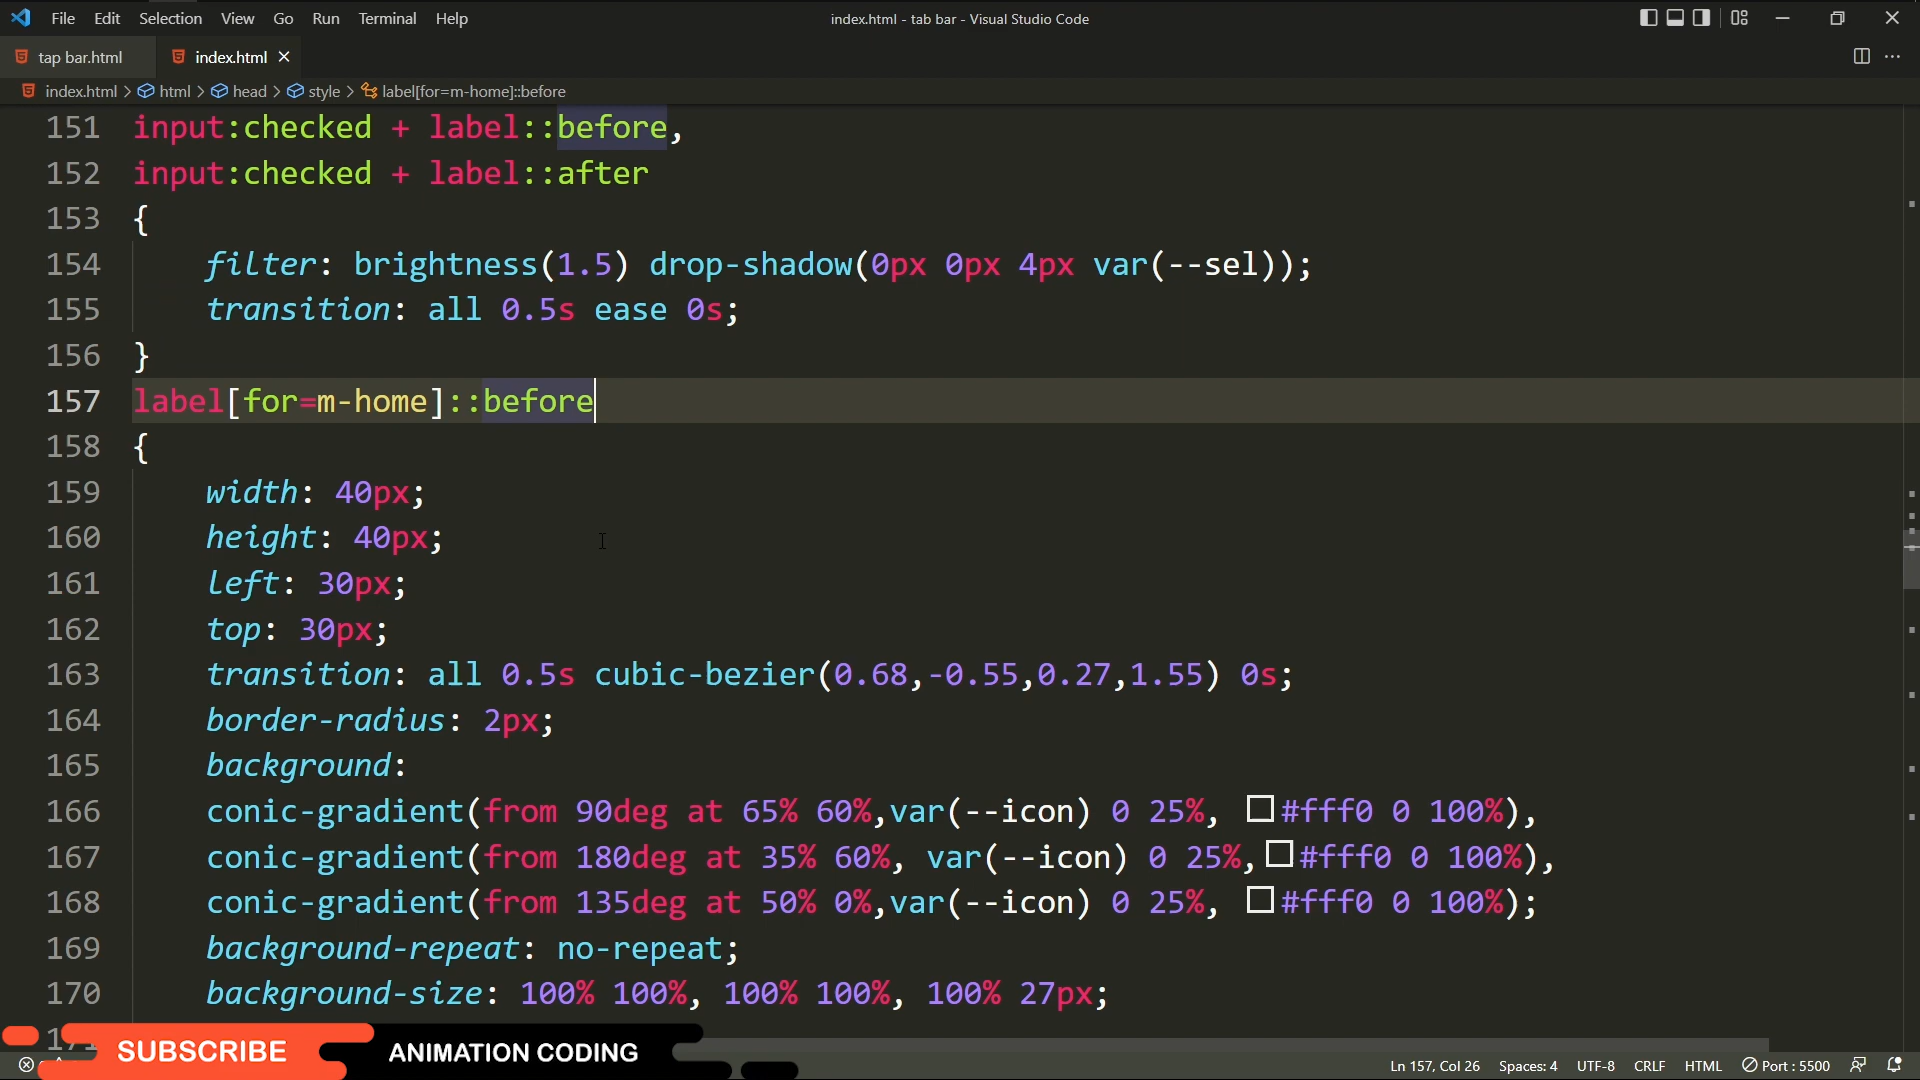 File Edit Selection View Go Run Terminal Help index.html - tab bar - Visual Studio Code
tap bar.html index.html
index.html > html > head > style > label[for=m-home]::before
151 input:checked + label::before,
152 input:checked + label::after
153 {
154 filter: brightness(1.5) drop-shadow(0px 0px 4px var(--sel));
155 transition: all 0.5s ease 0s;
156 }
157 label[for=m-home]::before
158 {
159 width: 40px;
160 height: 40px;
161 left: 30px;
162 top: 30px;
163 transition: all 0.5s cubic-bezier(0.68,-0.55,0.27,1.55) 0s;
164 border-radius: 2px;
165 background:
166 conic-gradient(from 90deg at 65% 60%,var(--icon) 0 25%, #fff0 0 100%),
167 conic-gradient(from 180deg at 35% 60%, var(--icon) 0 25%,#fff0 0 100%),
168 conic-gradient(from 135deg at 50% 0%,var(--icon) 0 25%, #fff0 0 100%);
169 background-repeat: no-repeat;
170 background-size: 100% 100%, 100% 100%, 100% 27px;
SUBSCRIBE ANIMATION CODING
Ln 157, Col 26 Spaces: 4 UTF-8 CRLF HTML Port : 5500